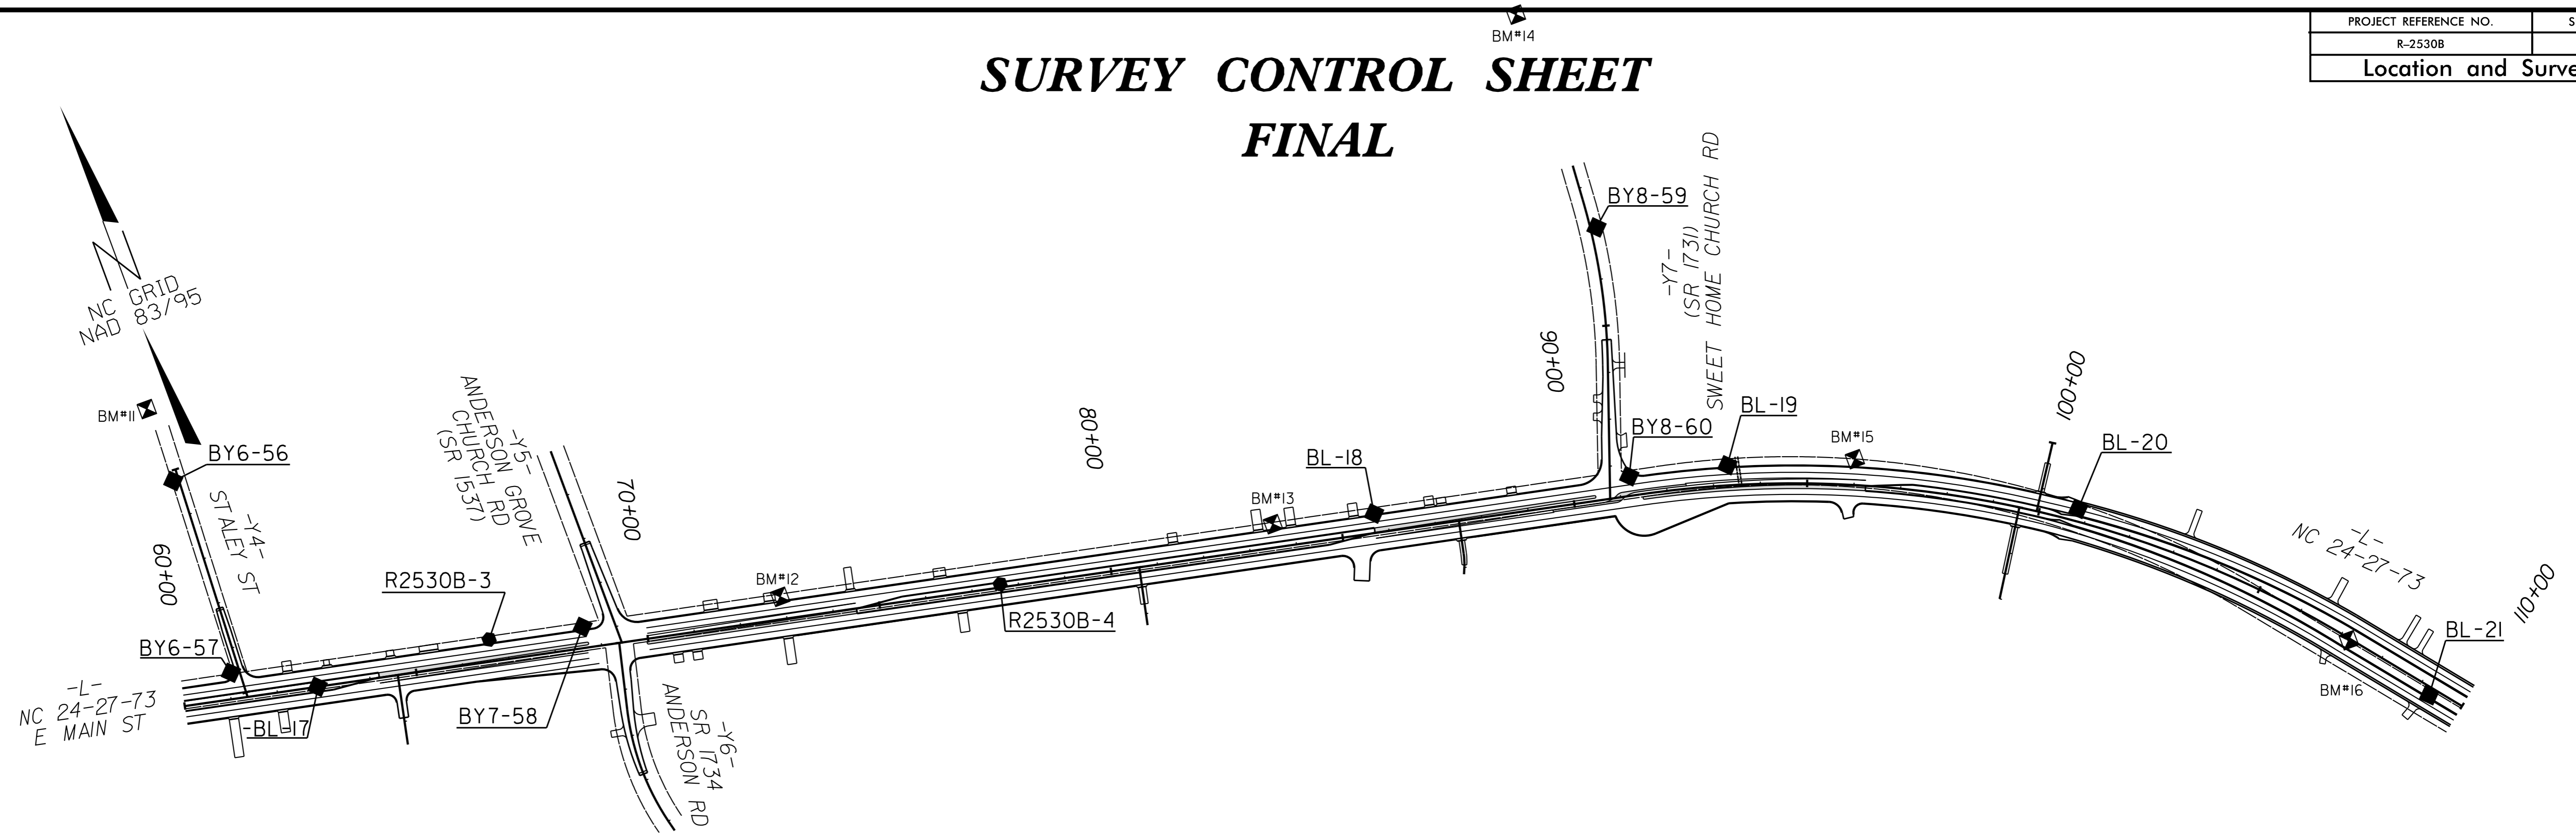 BM#14
SURVEY CONTROL SHEET
FINAL
PROJECT REFERENCE NO.
R-2530B
Location and Surve
NC GRID
NAD 83/95
BM#11
BY6-56
-Y4-
STALEY ST
60+00
BY6-57
-L-
NC 24-27-73
E MAIN ST
-BL-17
R2530B-3
BY7-58
-Y5-
ANDERSON GROVE
CHURCH RD
(SR 1537)
70+00
-Y6-
SR 1734
ANDERSON RD
BM#12
R2530B-4
80+00
BM#13
BL-18
90+00
BY8-59
-Y7-
(SR 1731)
SWEET HOME CHURCH RD
BY8-60
BL-19
BM#15
100+00
BL-20
-L-
NC 24-27-73
110+00
BM#16
BL-21